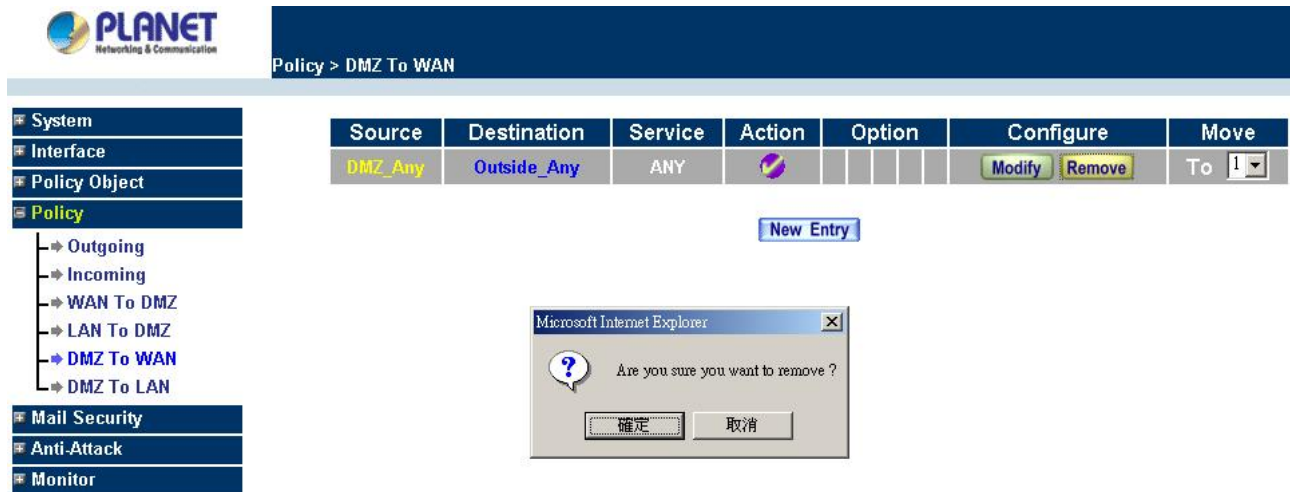 PLANET
Networking & Communication
Policy > DMZ To WAN
System
Interface
Policy Object
Policy
Outgoing
Incoming
WAN To DMZ
LAN To DMZ
DMZ To WAN
DMZ To LAN
Mail Security
Anti-Attack
Monitor
Source Destination Service Action Option Configure Move
DMZ_Any Outside_Any ANY Modify Remove To 1
New Entry
Microsoft Internet Explorer
Are you sure you want to remove ?
確定 取消